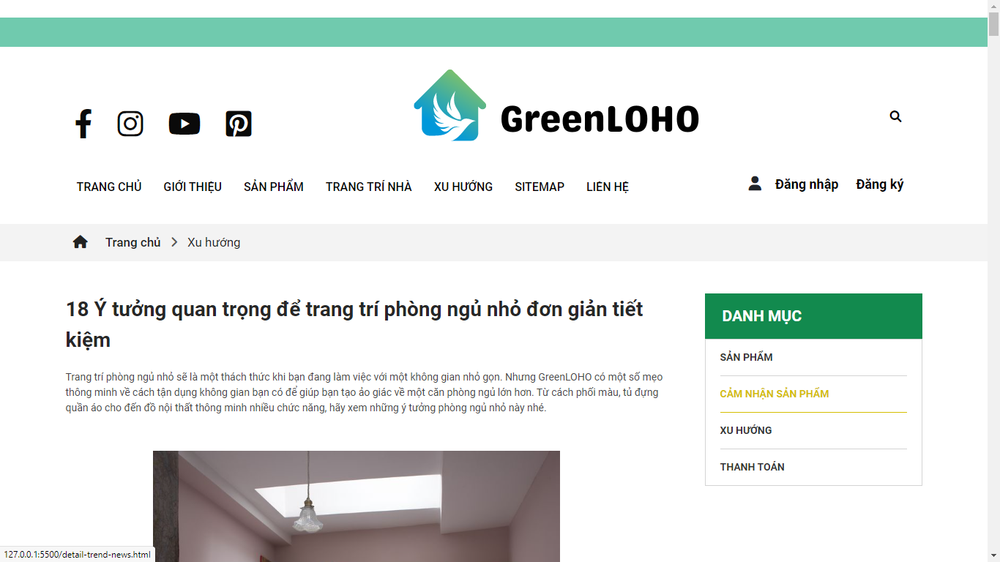 GreenLOHO
TRANG CHỦ GIỚI THIỆU SẢN PHẨM TRANG TRÍ NHÀ XU HƯỚNG SITEMAP LIÊN HỆ
Đăng nhập Đăng ký
Trang chủ Xu hướng
18 Ý tưởng quan trọng để trang trí phòng ngủ nhỏ đơn giản tiết
kiệm
Trang trí phòng ngủ nhỏ sẽ là một thách thức khi bạn đang làm việc với một không gian nhỏ gọn. Nhưng GreenLOHO có một số mẹo
thông minh về cách tận dụng không gian bạn có để giúp bạn tạo ảo giác về một căn phòng ngủ lớn hơn. Từ cách phối màu, tủ đựng
quần áo cho đến đồ nội thất thông minh nhiều chức năng, hãy xem những ý tưởng phòng ngủ nhỏ này nhé.
DANH MỤC
SẢN PHẨM
CẢM NHẬN SẢN PHẨM
XU HƯỚNG
THANH TOÁN
127.0.0.1:5500/detail-trend-news.html